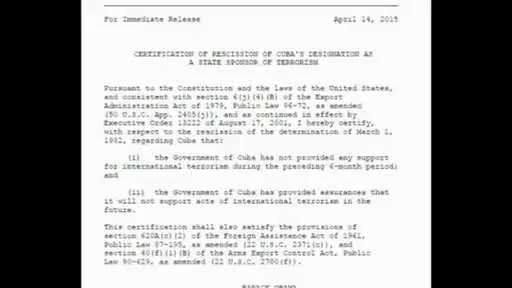 For Immediate Release April 14, 2015
CERTIFICATION OF RESCISSION OF CUBA'S DESIGNATION AS
A STATE SPONSOR OF TERRORISM
Pursuant to the Constitution and the laws of the United States,
and consistent with section 6(j)(4)(B) of the Export
Administration Act of 1979, Public Law 96-72, as amended
(50 U.S.C. App. 2405(j)), and as continued in effect by
Executive Order 13222 of August 17, 2001, I hereby certify,
with respect to the rescission of the determination of March 1,
1982, regarding Cuba that:
(i) the Government of Cuba has not provided any support
for international terrorism during the preceding 6-month period;
and
(ii) the Government of Cuba has provided assurances that
it will not support acts of international terrorism in the
future.
This certification shall also satisfy the provisions of
section 620A(c)(2) of the Foreign Assistance Act of 1961,
Public Law 87-195, as amended (22 U.S.C. 2371(c)), and
section 40(f)(1)(B) of the Arms Export Control Act, Public
Law 90-629, as amended (22 U.S.C. 2780(f)).
BARACK OBAMA